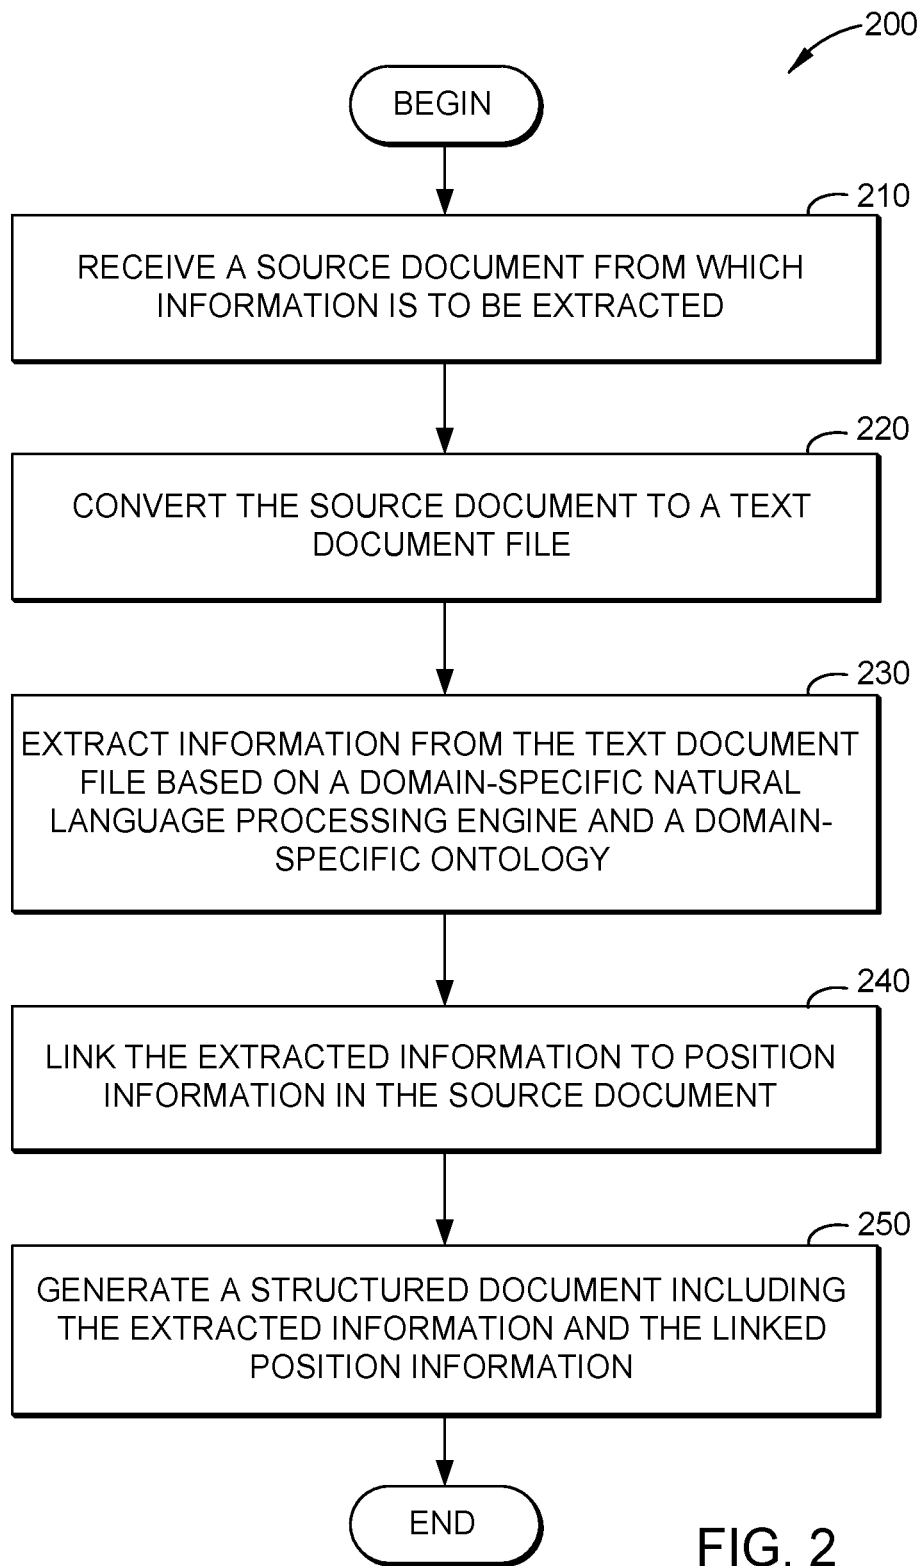 200
BEGIN
210
RECEIVE A SOURCE DOCUMENT FROM WHICH
INFORMATION IS TO BE EXTRACTED
220
CONVERT THE SOURCE DOCUMENT TO A TEXT
DOCUMENT FILE
230
EXTRACT INFORMATION FROM THE TEXT DOCUMENT
FILE BASED ON A DOMAIN-SPECIFIC NATURAL
LANGUAGE PROCESSING ENGINE AND A DOMAIN-
SPECIFIC ONTOLOGY
240
LINK THE EXTRACTED INFORMATION TO POSITION
INFORMATION IN THE SOURCE DOCUMENT
250
GENERATE A STRUCTURED DOCUMENT INCLUDING
THE EXTRACTED INFORMATION AND THE LINKED
POSITION INFORMATION
END
FIG. 2